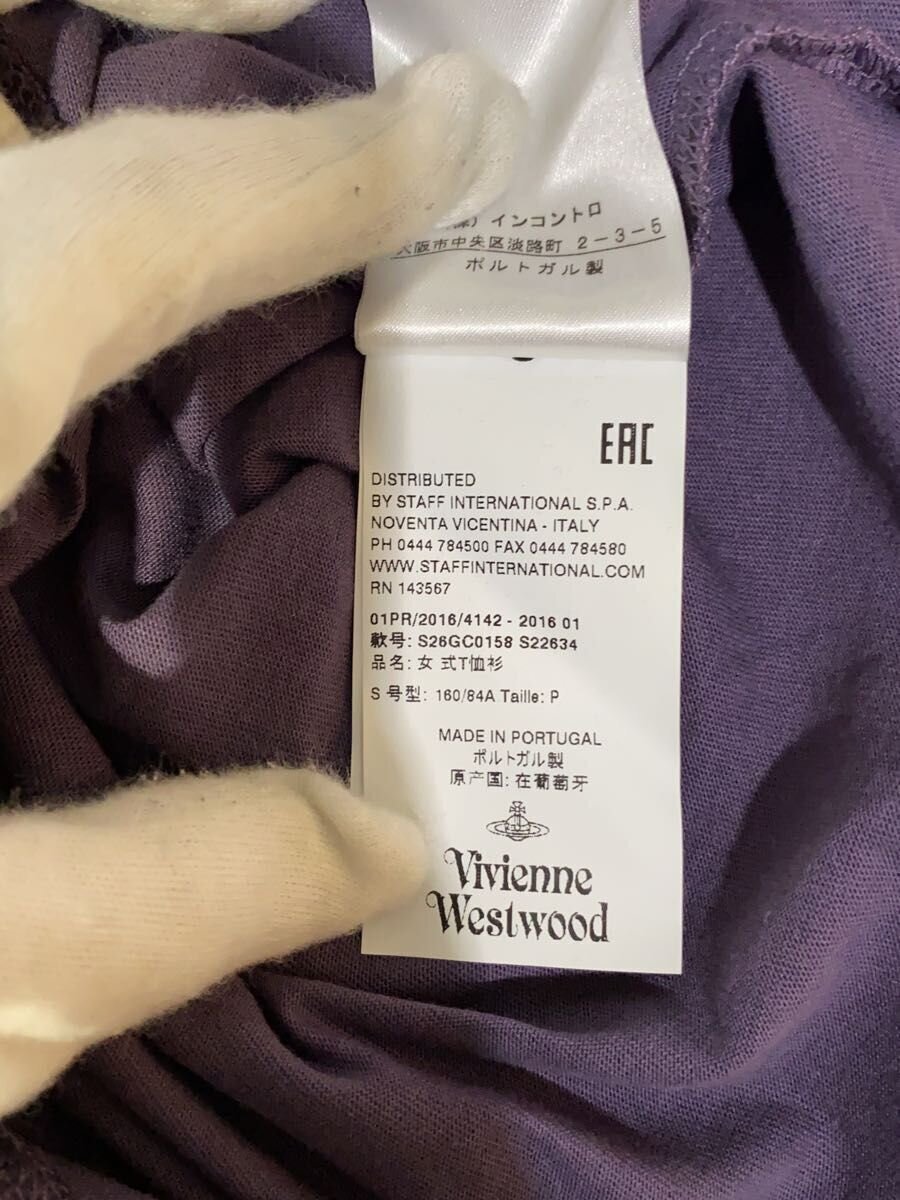 インコントロ
大阪市中央区淡路町 2-3-5
ポルトガル製
EAC
DISTRIBUTED
BY STAFF INTERNATIONAL S.P.A.
NOVENTA VICENTINA - ITALY
PH 0444 784500 FAX 0444 784580
WWW.STAFFINTERNATIONAL.COM
RN 143567
01PR/2016/4142 - 2016 01
款号: S26GC0158 S22634
品名: 女 式T恤衫
S 号型: 160/84A Taille: P
MADE IN PORTUGAL
ポルトガル製
原产国: 在葡萄牙
Vivienne
Westwood